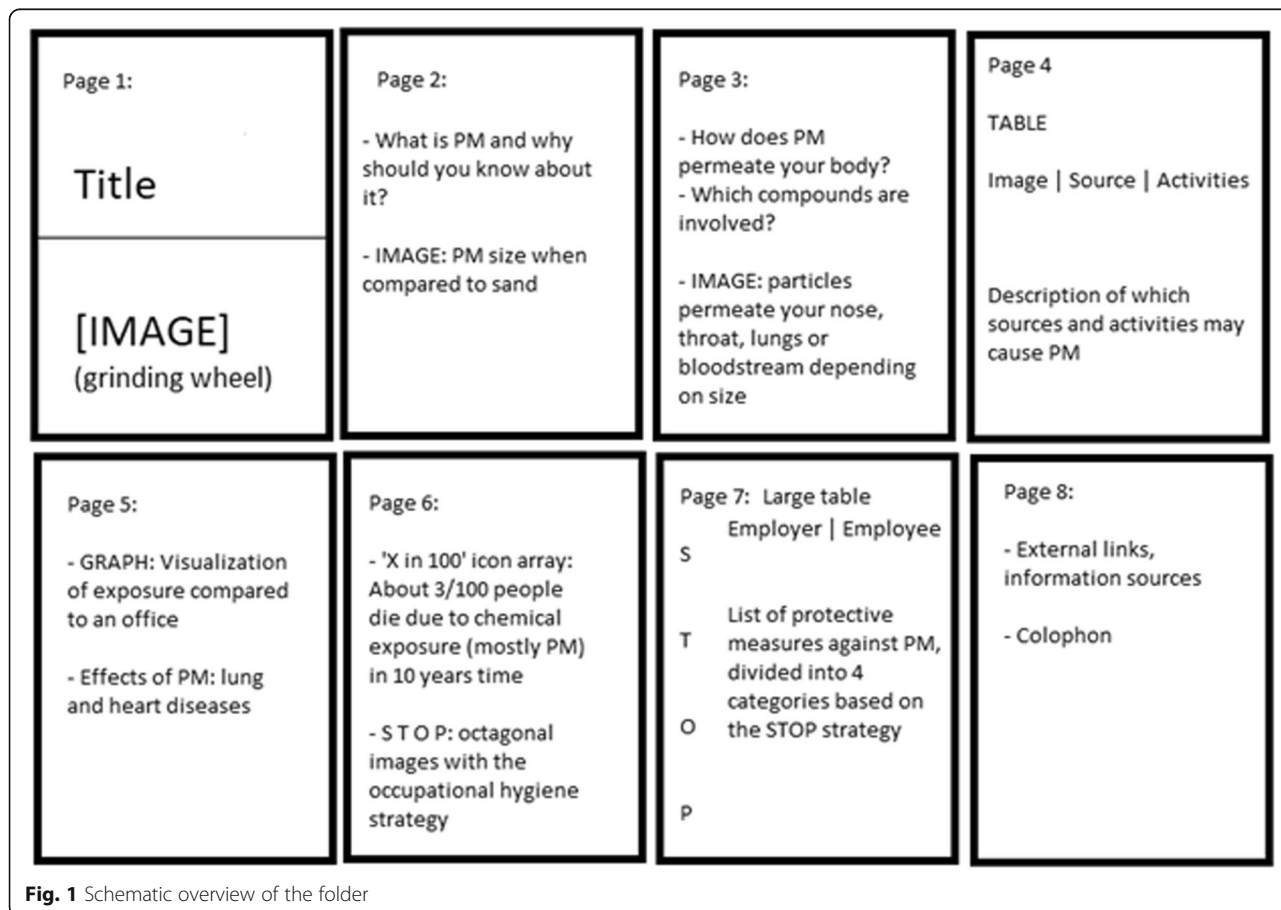 Page 1:
Title
[IMAGE]
(grinding wheel)
Page 2:
- What is PM and why
should you know about
it?
- IMAGE: PM size when
compared to sand
Page 3:
- How does PM
permeate your body?
- Which compounds are
involved?
- IMAGE: particles
permeate your nose,
throat, lungs or
bloodstream depending
on size
Page 4
TABLE
Image | Source | Activities
Description of which
sources and activities may
cause PM
Page 5:
- GRAPH: Visualization
of exposure compared
to an office
- Effects of PM: lung
and heart diseases
Page 6:
- 'X in 100' icon array:
About 3/100 people
die due to chemical
exposure (mostly PM)
in 10 years time
- S T O P: octagonal
images with the
occupational hygiene
strategy
Page 7: Large table
Employer | Employee
S
T
O
P
List of protective
measures against PM,
divided into 4
categories based on
the STOP strategy
Page 8:
- External links,
information sources
- Colophon
Fig. 1 Schematic overview of the folder